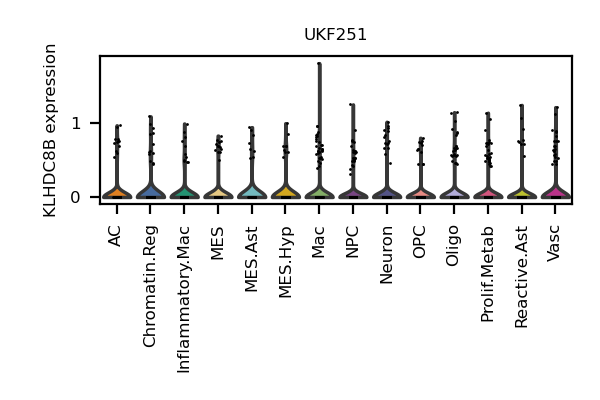 UKF251
KLHDC8B expression
1
0
AC
Chromatin.Reg
Inflammatory.Mac
MES
MES.Ast
MES.Hyp
Mac
NPC
Neuron
OPC
Oligo
Prolif.Metab
Reactive.Ast
Vasc